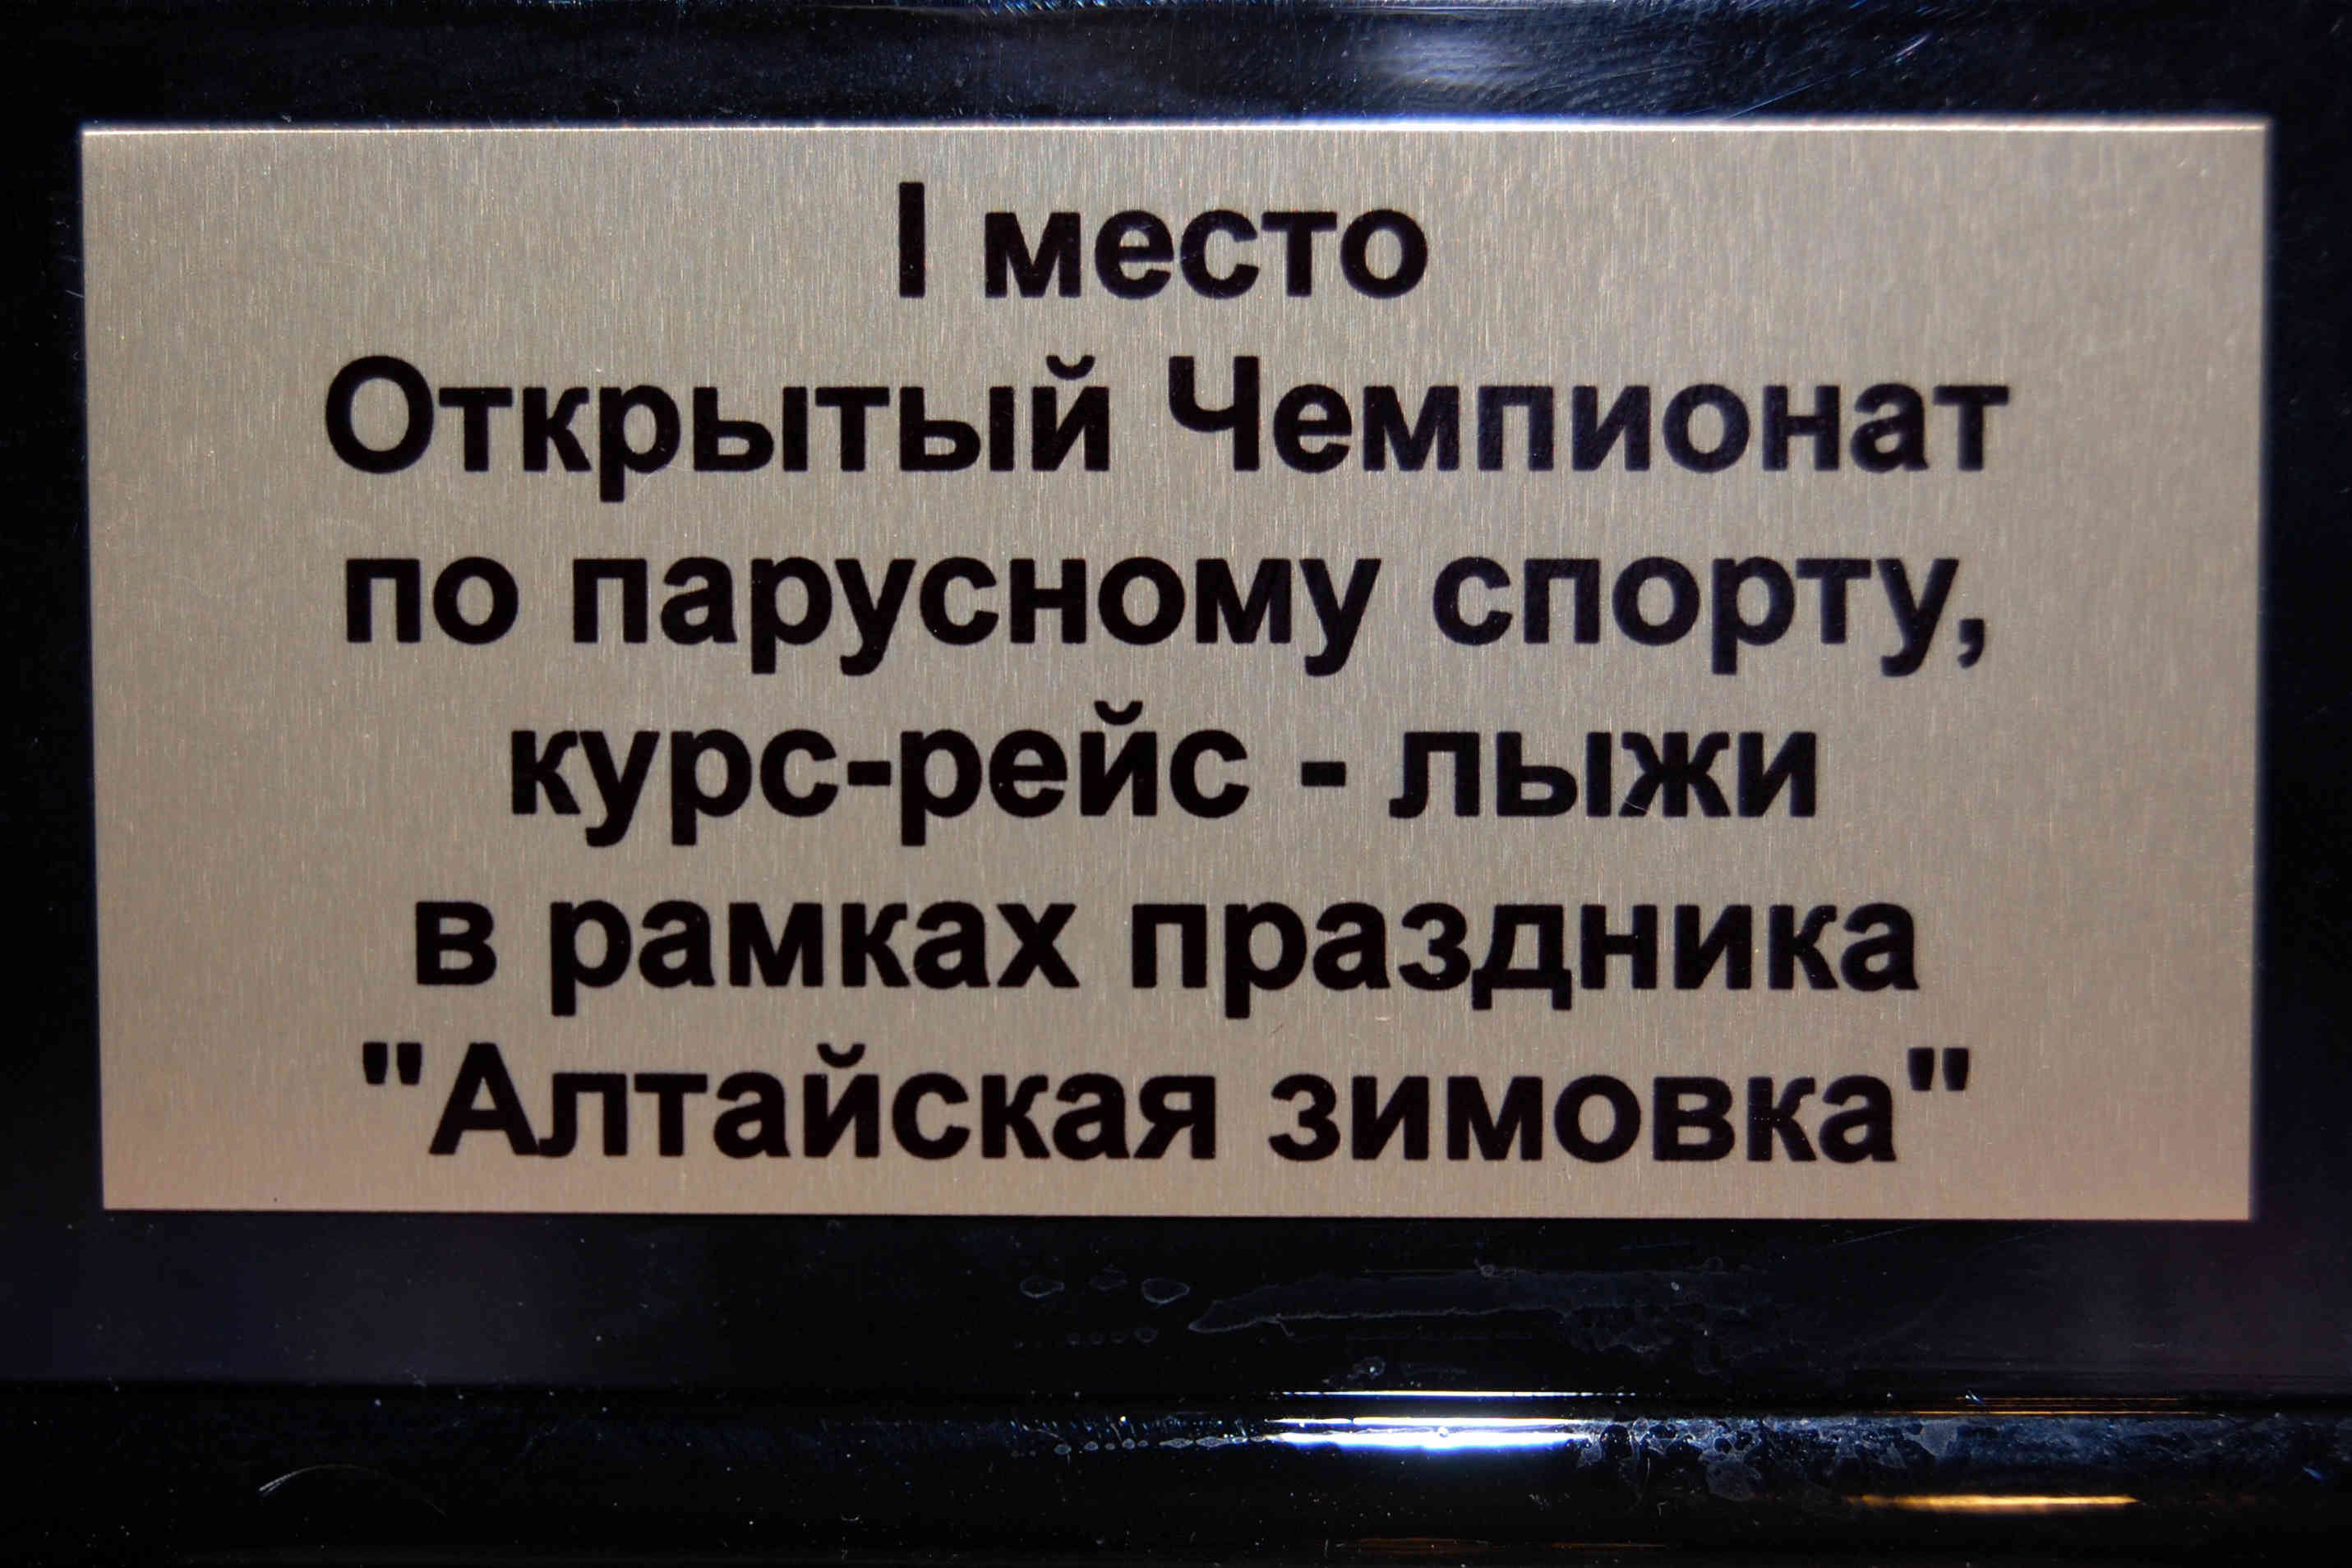 I место
Открытый Чемпионат
по парусному спорту,
курс-рейс - лыжи
в рамках праздника
"Алтайская зимовка"